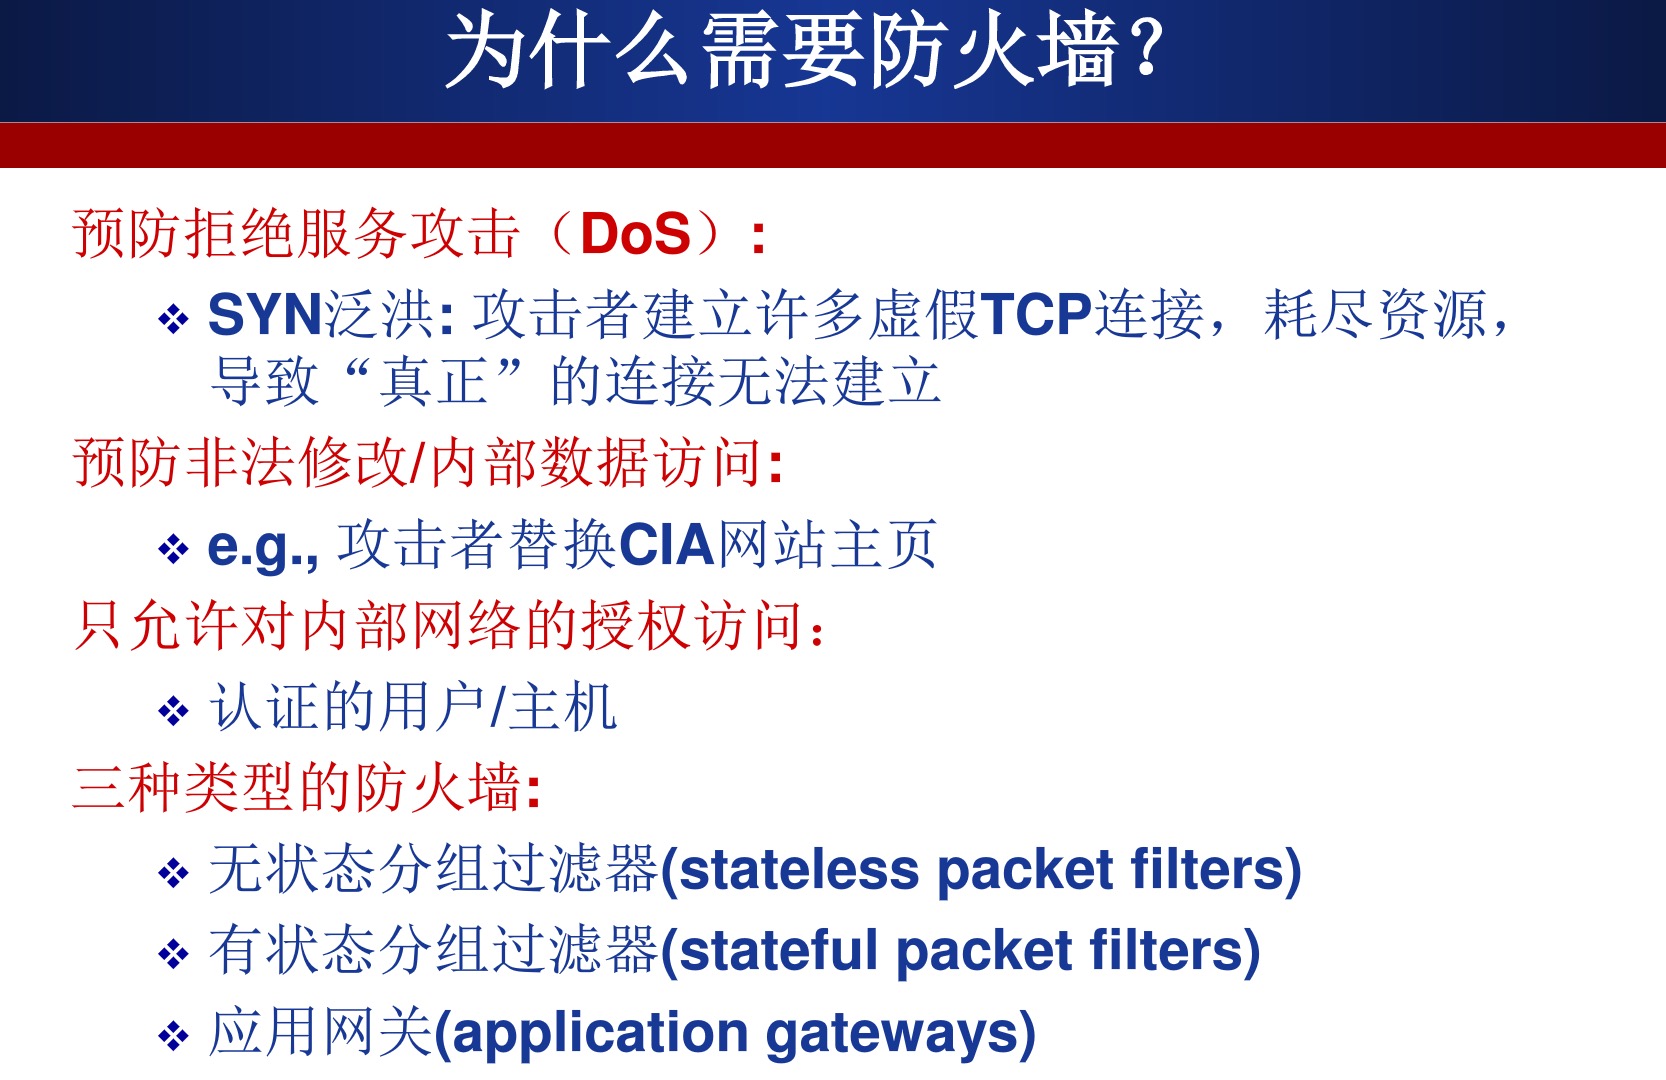 为什么需要防火墙？
预防拒绝服务攻击（DoS）:
❖ SYN泛洪: 攻击者建立许多虚假TCP连接，耗尽资源，
导致“真正”的连接无法建立
预防非法修改/内部数据访问:
❖ e.g., 攻击者替换CIA网站主页
只允许对内部网络的授权访问：
❖ 认证的用户/主机
三种类型的防火墙:
❖ 无状态分组过滤器(stateless packet filters)
❖ 有状态分组过滤器(stateful packet filters)
❖ 应用网关(application gateways)